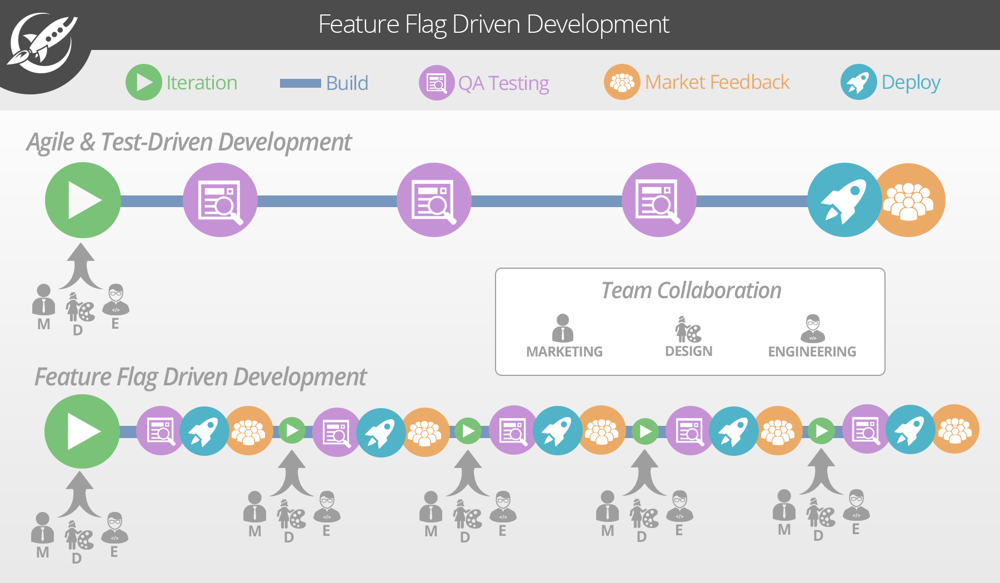 Feature Flag Driven Development
Iteration
Build
QA Testing
Market Feedback
Deploy
Agile & Test-Driven Development
M
D
E
Team Collaboration
MARKETING
DESIGN
ENGINEERING
Feature Flag Driven Development
M
D
E
M
D
E
M
D
E
M
D
E
M
D
E